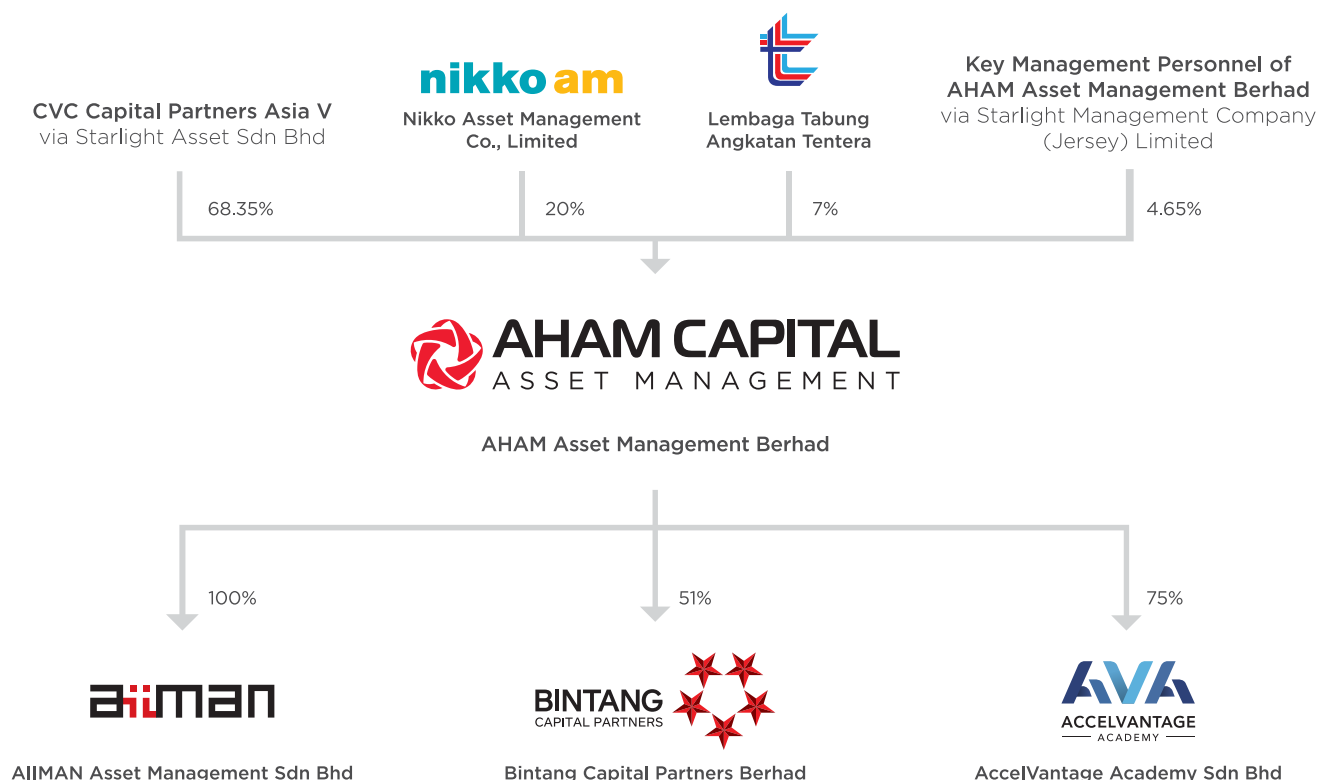 CVC Capital Partners Asia V
via Starlight Asset Sdn Bhd
nikko am
Nikko Asset Management
Co., Limited
Lembaga Tabung
Angkatan Tentera
Key Management Personnel of
AHAM Asset Management Berhad
via Starlight Management Company
(Jersey) Limited
68.35%
20%
7%
4.65%
AHAM CAPITAL
ASSET MANAGEMENT
AHAM Asset Management Berhad
100%
51%
75%
aiiman
BINTANG
CAPITAL PARTNERS
AVA
ACCELVANTAGE
ACADEMY
AIIMAN Asset Management Sdn Bhd
Bintang Capital Partners Berhad
AccelVantage Academy Sdn Bhd